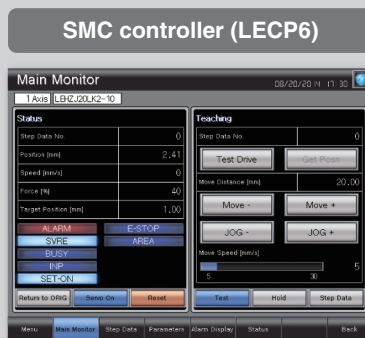 SMC controller (LECP6)
Main Monitor
08/20/2014 17:30
1 Axis LEHZJ20LK2-10
Status
Step Data No. 0
Position [mm] 2.41
Speed [mm/s] 0
Force [%] 40
Target Position [mm] 1.00
ALARM E-STOP
SVRE AREA
BUSY
INP
SET-ON
Return to ORIG Servo On Reset
Teaching
Step Data No. 0
Test Drive Get Posn
Move Distance [mm] 20.00
Move - Move +
JOG - JOG +
Move Speed [mm/s]
5
5 30
Test Hold Step Data
Menu Main Monitor Step Data Parameters Alarm Display Status Back